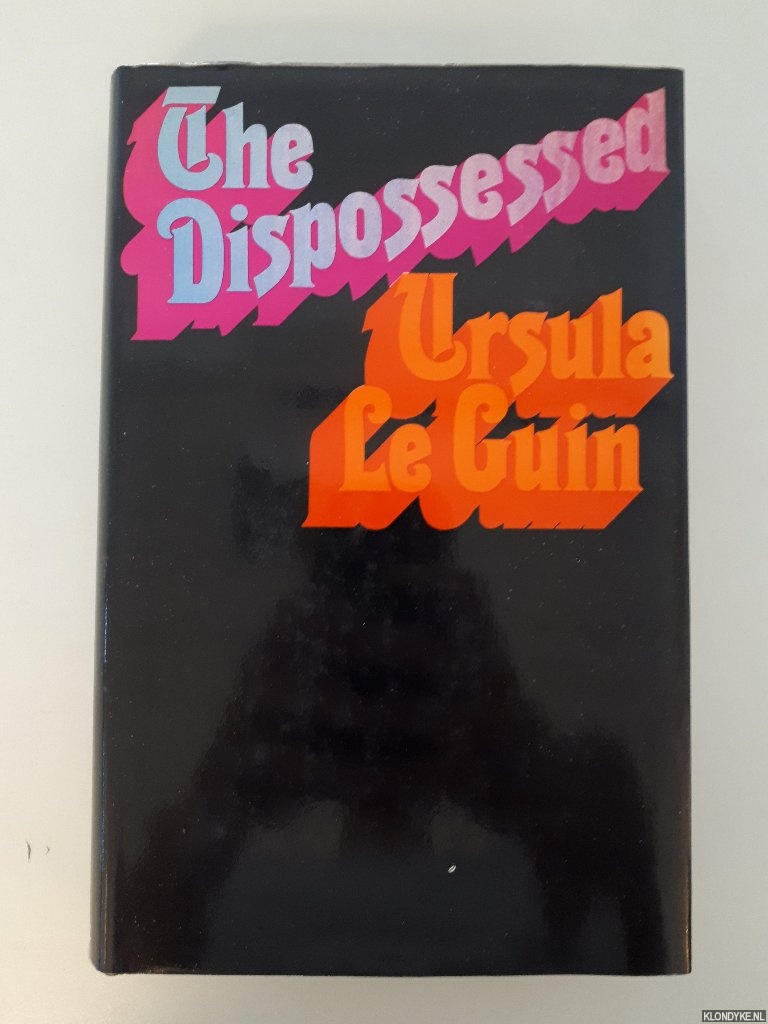 The
Dispossessed
Ursula
Le Guin
KLONDYKE.NL